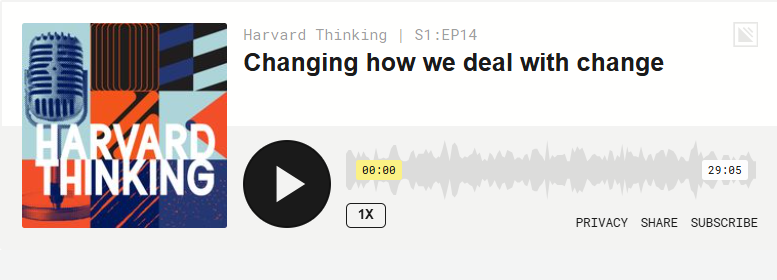 Harvard Thinking | S1:EP14
Changing how we deal with change
HARVARD
THINKING
00:00
29:05
1X
PRIVACY SHARE SUBSCRIBE